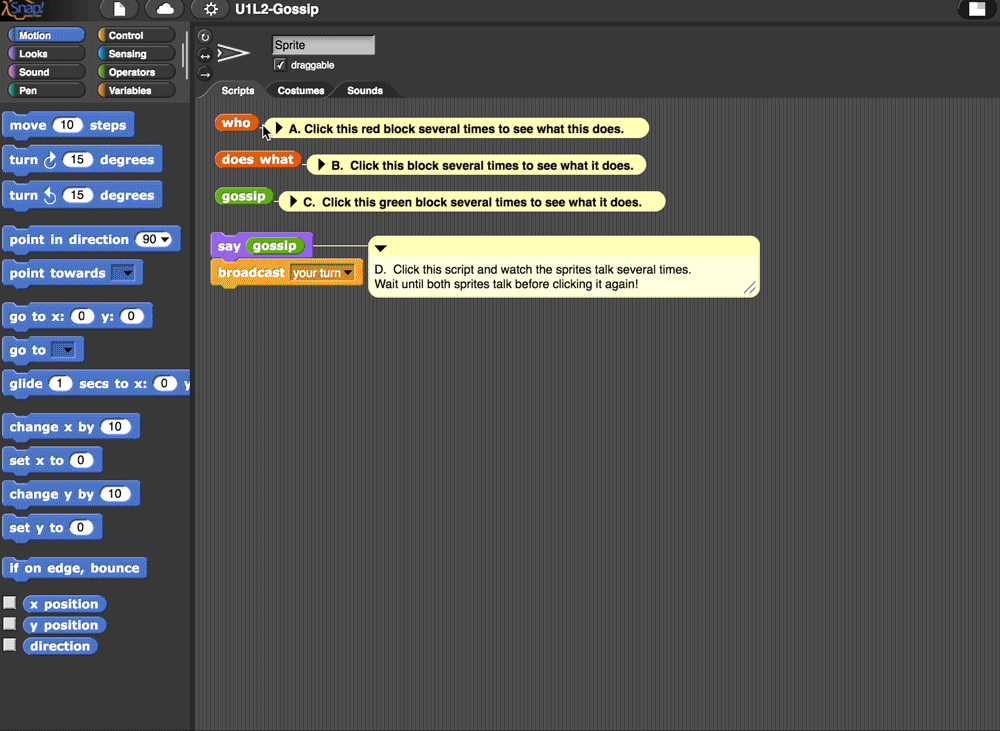 Snap! U1L2-Gossip
Motion Control
Looks Sensing
Sound Operators
Pen Variables
Sprite
draggable
Scripts Costumes Sounds
move 10 steps
turn 15 degrees
turn 15 degrees
point in direction 90
point towards
go to x: 0 y: 0
go to
glide 1 secs to x: 0 y
change x by 10
set x to 0
change y by 10
set y to 0
if on edge, bounce
x position
y position
direction
who A. Click this red block several times to see what this does.
does what B. Click this block several times to see what it does.
gossip C. Click this green block several times to see what it does.
say gossip
broadcast your turn
D. Click this script and watch the sprites talk several times.
Wait until both sprites talk before clicking it again!